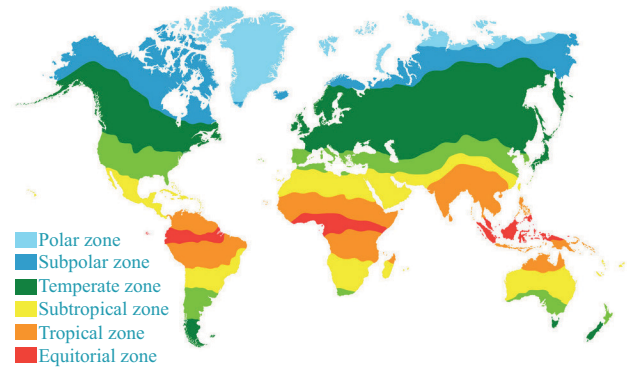 Polar zone
Subpolar zone
Temperate zone
Subtropical zone
Tropical zone
Equitorial zone